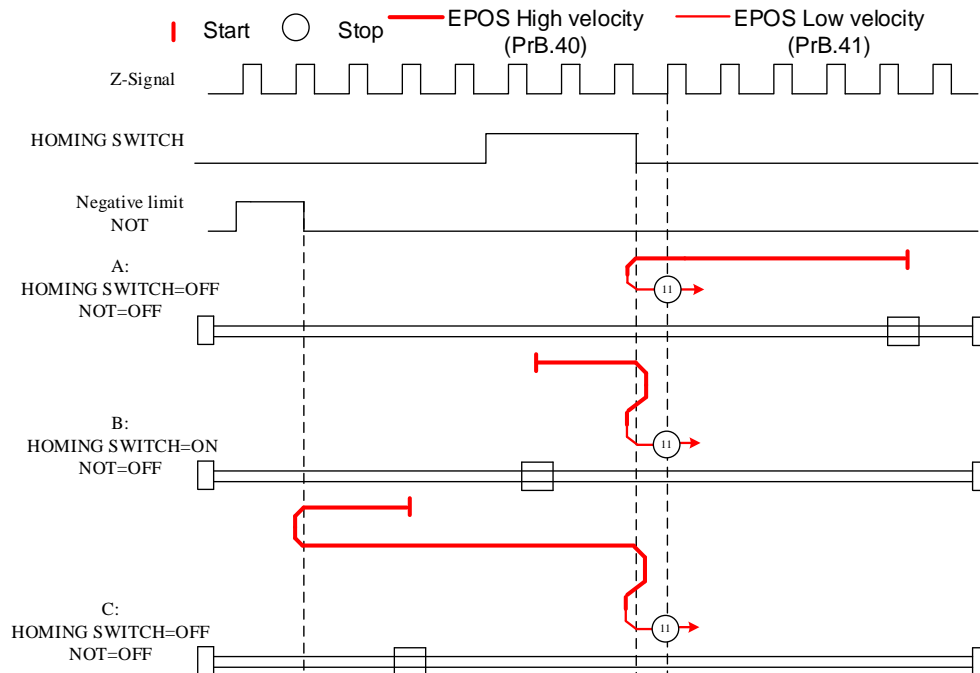 Start Stop EPOS High velocity EPOS Low velocity
(PrB.40) (PrB.41)
Z-Signal
HOMING SWITCH
Negative limit
NOT
A:
HOMING SWITCH=OFF
NOT=OFF
11
B:
HOMING SWITCH=ON
NOT=OFF
11
C:
HOMING SWITCH=OFF
NOT=OFF
11